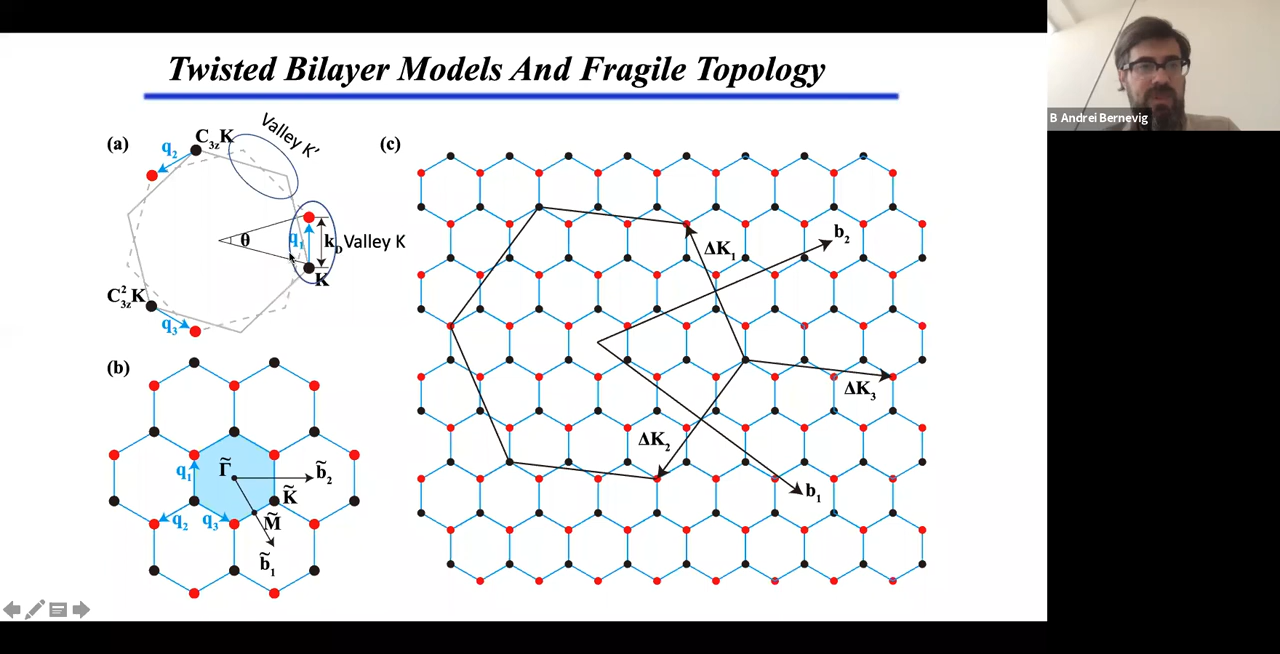 Twisted Bilayer Models And Fragile Topology
B Andrei Bernevig
(a)
C₃zK
Valley K'
q₂
θ
q₁
k_D
Valley K
K
C²₃zK
q₃
(b)
q₁
Γ̃
b̃₂
K̃
q₂
q₃
M̃
b̃₁
(c)
ΔK₁
b₂
ΔK₃
ΔK₂
b₁